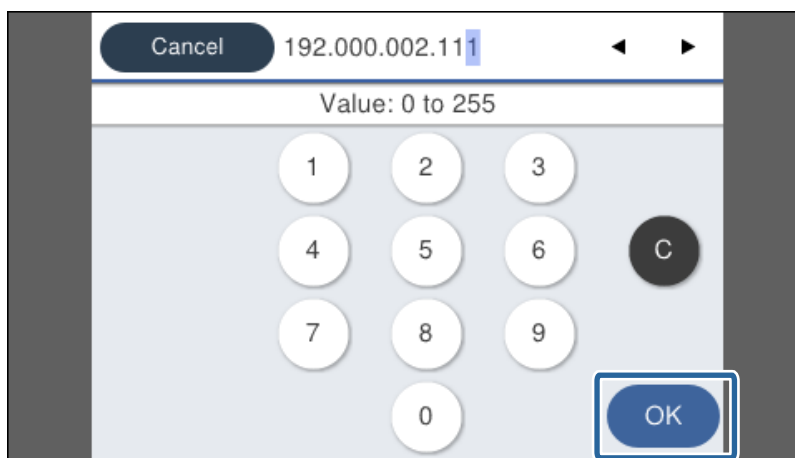 Cancel 192.000.002.111 ◄ ►
Value: 0 to 255
1 2 3
4 5 6 C
7 8 9
0 OK